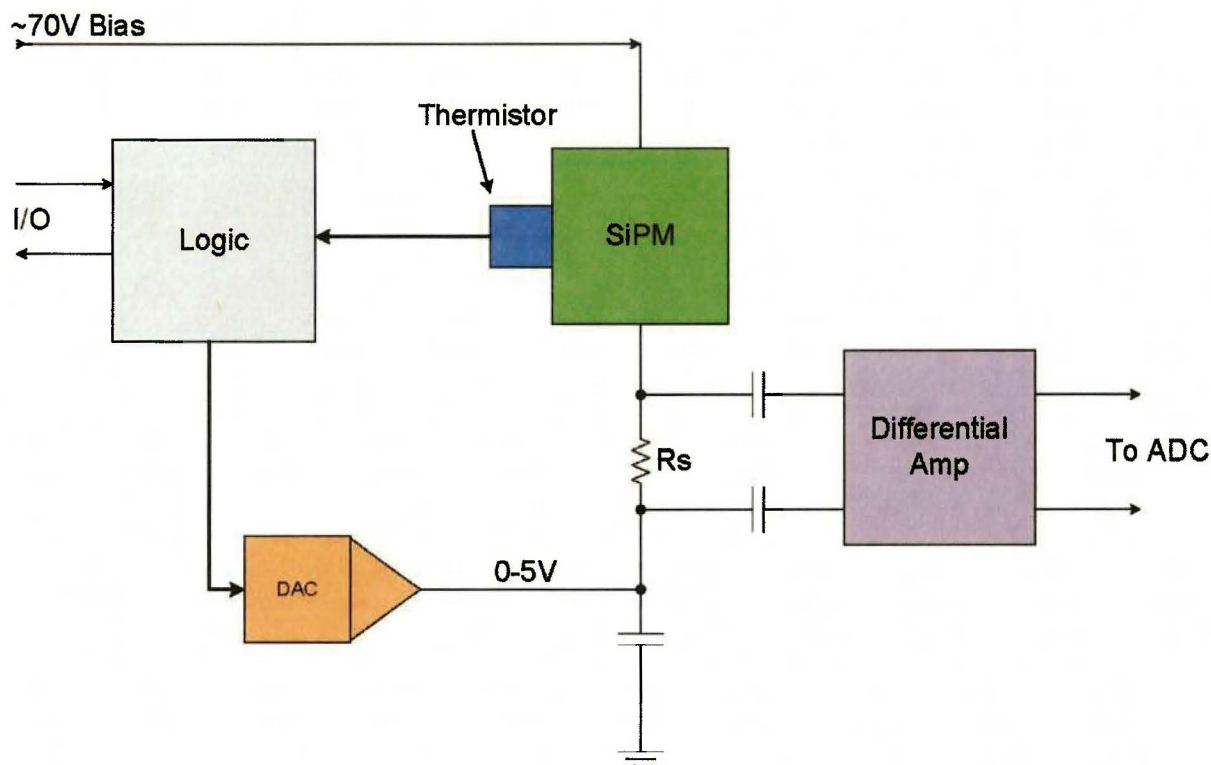 ~70V Bias
Thermistor
I/O
Logic
SiPM
Rs
Differential
Amp
To ADC
DAC
0-5V